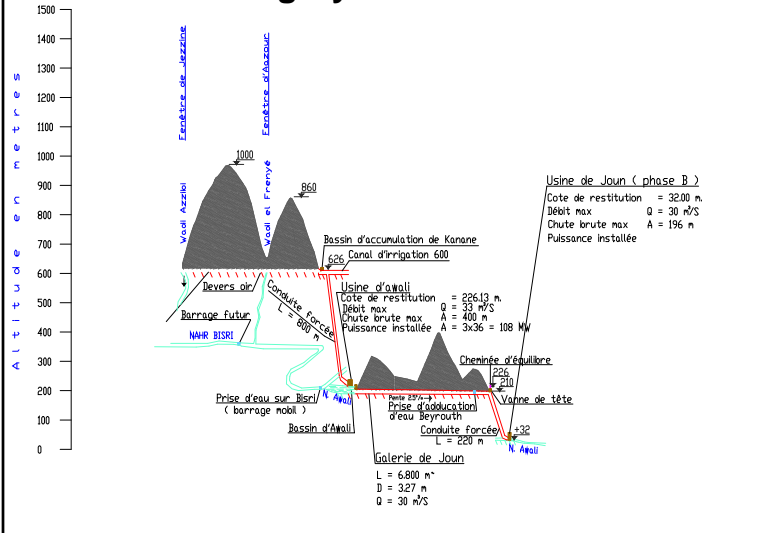 1500
1400
1300
1200
1100
1000
900
800
700
600
500
400
300
200
100
0
Altitude en metres
Fenêtre de Jezzine
Fenêtre d'Aazour
Wadi Azzibi
Wadi el Frenyé
1000
860
626
Bassin d'accumulation de Kanane
Canal d'irrigation 600
Devers oir
Conduite forcée
L = 800 m
Barrage futur
NAHR BISRI
Usine d'awali
Cote de restitution = 226.13 m.
Débit max Q = 33 m³/S
Chute brute max A = 400 m
Puissance installée A = 3x36 = 108 MW
Usine de Joun ( phase B )
Cote de restitution = 32.00 m.
Débit max Q = 30 m³/S
Chute brute max A = 196 m
Puissance installée
Cheminée d'équilibre
226
210
Vanne de tête
Prise d'eau sur Bisri
( barrage mobil )
N. Awali
Bassin d'Awali
Prise d'adducation
d'eau Beyrouth
Conduite forcée
L = 220 m
+32
N. Awali
Galerie de Joun
L = 6.800 m
D = 3.27 m
Q = 30 m³/S